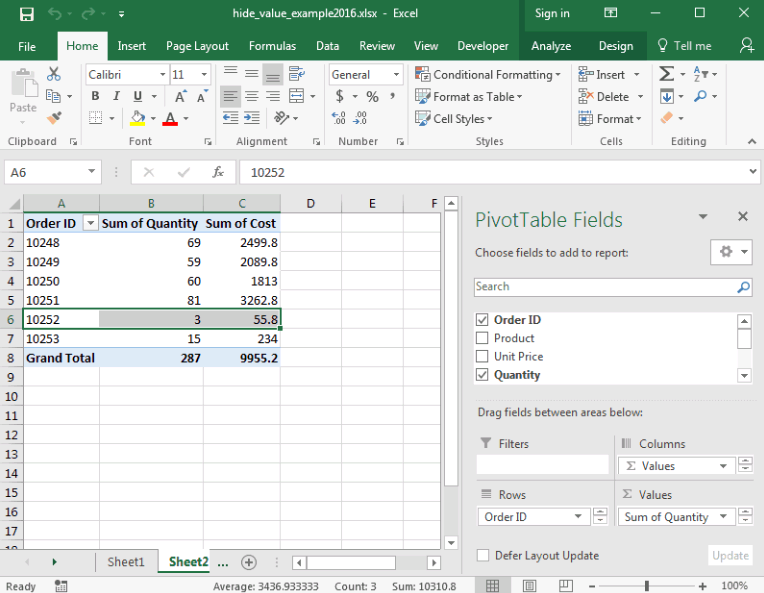 hide_value_example2016.xlsx - Excel
Sign in
File Home Insert Page Layout Formulas Data Review View Developer Analyze Design Tell me
Paste
Calibri 11
B I U A A
A
General
$ % ,
.00 .00
Conditional Formatting
Format as Table
Cell Styles
Insert
Delete
Format
Clipboard Font Alignment Number Styles Cells Editing
A6 fx 10252
A B C D E F
1 Order ID Sum of Quantity Sum of Cost
2 10248 69 2499.8
3 10249 59 2089.8
4 10250 60 1813
5 10251 81 3262.8
6 10252 3 55.8
7 10253 15 234
8 Grand Total 287 9955.2
9
10
11
12
13
14
15
16
17
PivotTable Fields
Choose fields to add to report:
Search
Order ID
Product
Unit Price
Quantity
Drag fields between areas below:
Filters
Columns
Σ Values
Rows
Σ Values
Order ID
Sum of Quantity
Defer Layout Update
Update
Sheet1 Sheet2 ...
Ready Average: 3436.933333 Count: 3 Sum: 10310.8 100%